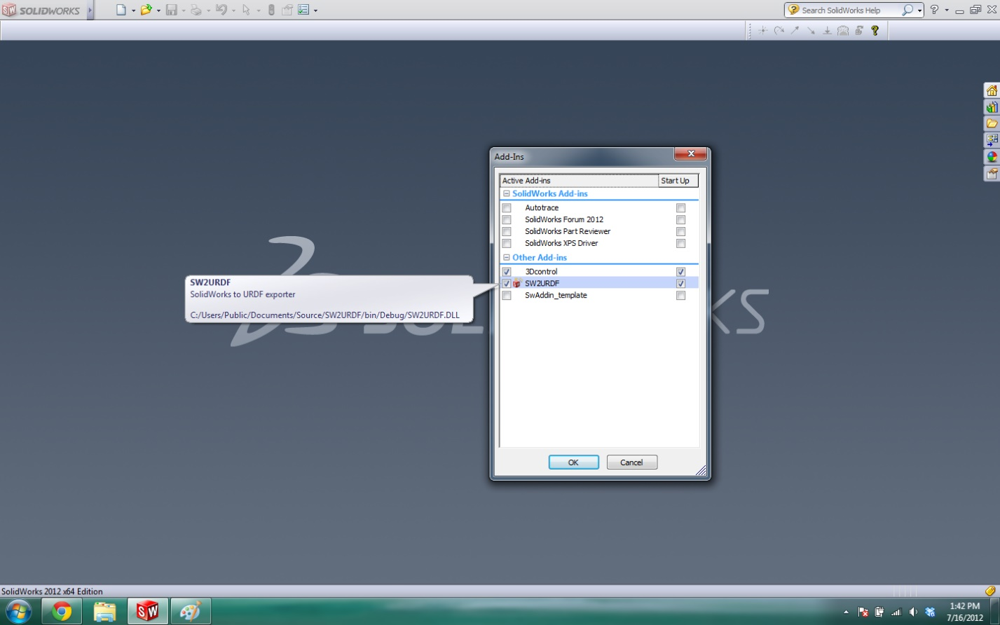 SOLIDWORKS
Search SolidWorks Help
Add-Ins
Active Add-ins Start Up
SolidWorks Add-ins
Autotrace
SolidWorks Forum 2012
SolidWorks Part Reviewer
SolidWorks XPS Driver
Other Add-ins
3Dcontrol
SW2URDF
SwAddin_template
SW2URDF
SolidWorks to URDF exporter
C:/Users/Public/Documents/Source/SW2URDF/bin/Debug/SW2URDF.DLL
OK Cancel
SolidWorks 2012 x64 Edition
SW
1:42 PM
7/16/2012